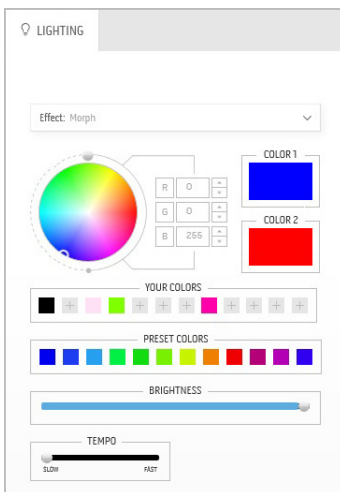 LIGHTING
Effect: Morph
COLOR 1
R 0
G 0
B 255
COLOR 2
YOUR COLORS
PRESET COLORS
BRIGHTNESS
TEMPO
SLOW FAST